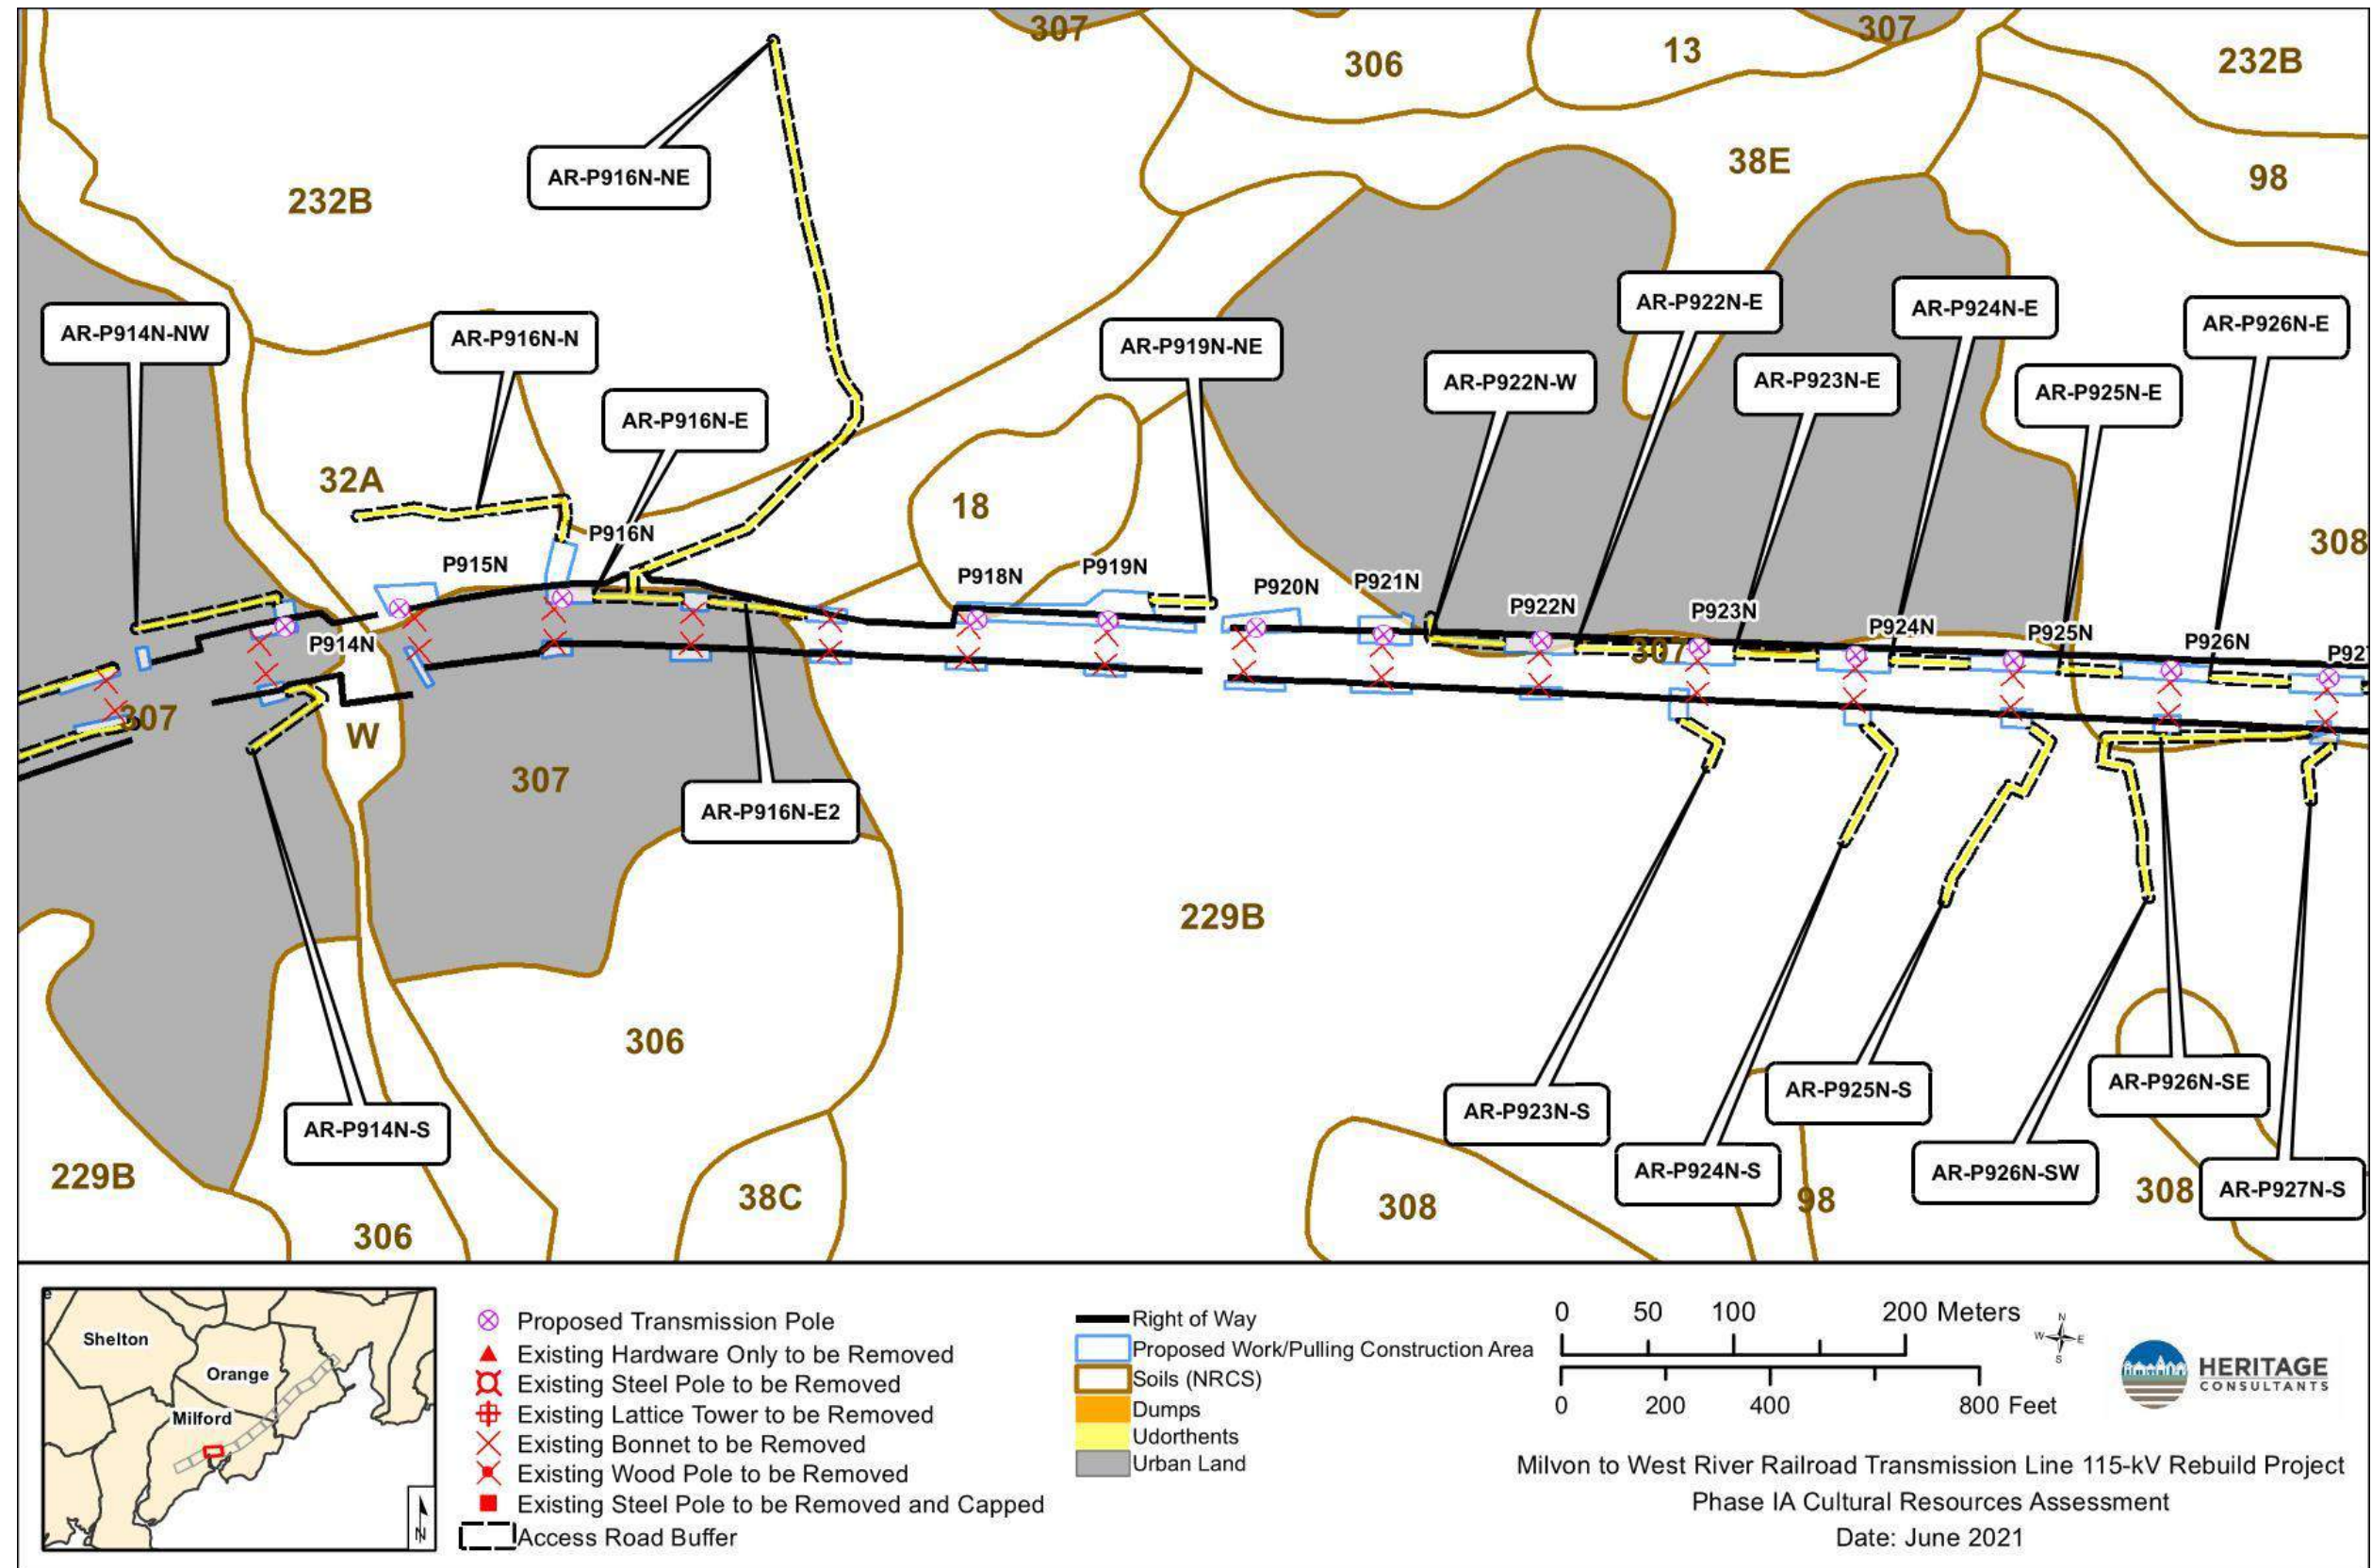 307
306
13
307
232B
38E
98
AR-P916N-NE
232B
AR-P914N-NW
AR-P916N-N
AR-P916N-E
AR-P919N-NE
AR-P922N-W
AR-P922N-E
AR-P923N-E
AR-P924N-E
AR-P925N-E
AR-P926N-E
32A
18
308
P914N
P915N
P916N
P918N
P919N
P920N
P921N
P922N
P923N
P924N
P925N
P926N
P927
307
307
W
307
AR-P916N-E2
229B
306
AR-P914N-S
229B
306
38C
308
AR-P923N-S
AR-P924N-S
AR-P925N-S
98
AR-P926N-SW
AR-P926N-SE
308
AR-P927N-S
Shelton
Orange
Milford
N
Proposed Transmission Pole
Existing Hardware Only to be Removed
Existing Steel Pole to be Removed
Existing Lattice Tower to be Removed
Existing Bonnet to be Removed
Existing Wood Pole to be Removed
Existing Steel Pole to be Removed and Capped
Access Road Buffer
Right of Way
Proposed Work/Pulling Construction Area
Soils (NRCS)
Dumps
Udorthents
Urban Land
0 50 100 200 Meters
0 200 400 800 Feet
N
W E
S
HERITAGE
CONSULTANTS
Milvon to West River Railroad Transmission Line 115-kV Rebuild Project
Phase IA Cultural Resources Assessment
Date: June 2021